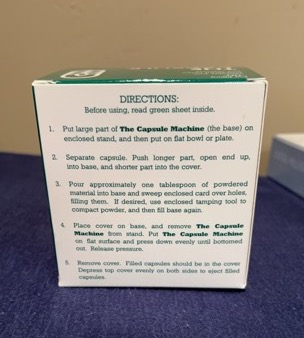 DIRECTIONS:
Before using, read green sheet inside.
1. Put large part of The Capsule Machine (the base) on
enclosed stand, and then put on flat bowl or plate.
2. Separate capsule. Push longer part, open end up,
into base, and shorter part into the cover.
3. Pour approximately one tablespoon of powdered
material into base and sweep enclosed card over holes,
filling them. If desired, use enclosed tamping tool to
compact powder, and then fill base again.
4. Place cover on base, and remove The Capsule
Machine from stand. Put The Capsule Machine
on flat surface and press down evenly until bottomed
out. Release pressure.
5. Remove cover. Filled capsules should be in the cover
Depress top cover evenly on both sides to eject filled
capsules.